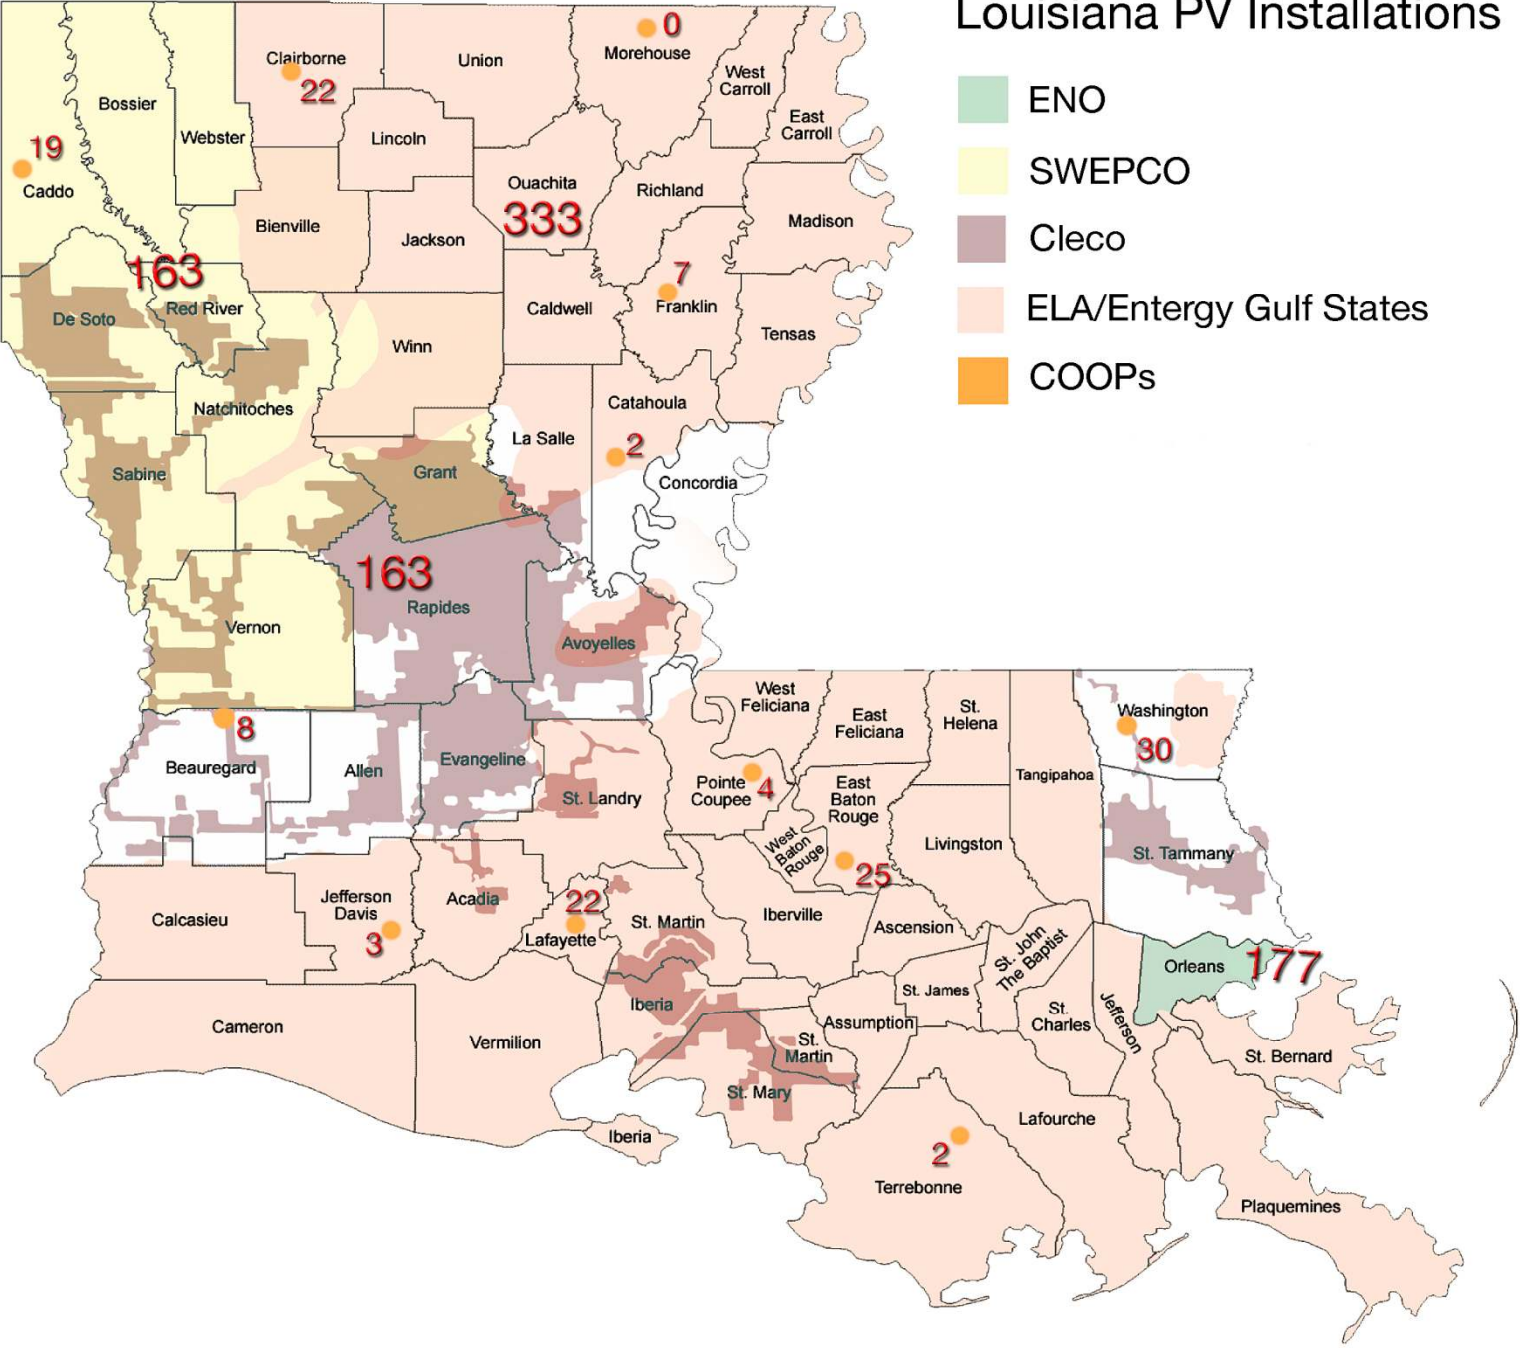 Louisiana PV Installations
ENO
SWEPCO
Cleco
ELA/Entergy Gulf States
COOPs
Clairborne
22
Union
0
Morehouse
West
Carroll
East
Carroll
Bossier
Webster
Lincoln
19
Caddo
Ouachita
333
Richland
Madison
Bienville
Jackson
163
Red River
De Soto
Caldwell
7
Franklin
Tensas
Winn
Natchitoches
Catahoula
2
La Salle
Concordia
Sabine
Grant
163
Rapides
Vernon
Avoyelles
8
Beauregard
Allen
Evangeline
St. Landry
West
Feliciana
East
Feliciana
St.
Helena
Tangipahoa
Washington
30
Pointe
Coupee
4
East
Baton
Rouge
West
Baton
Rouge
25
Livingston
St. Tammany
Calcasieu
Jefferson
Davis
3
Acadia
22
Lafayette
St. Martin
Iberville
Ascension
St. John
The Baptist
Orleans
177
Iberia
St. James
St.
Charles
Jefferson
Cameron
Vermilion
Assumption
St.
Martin
St. Bernard
St. Mary
Iberia
Lafourche
2
Terrebonne
Plaquemines